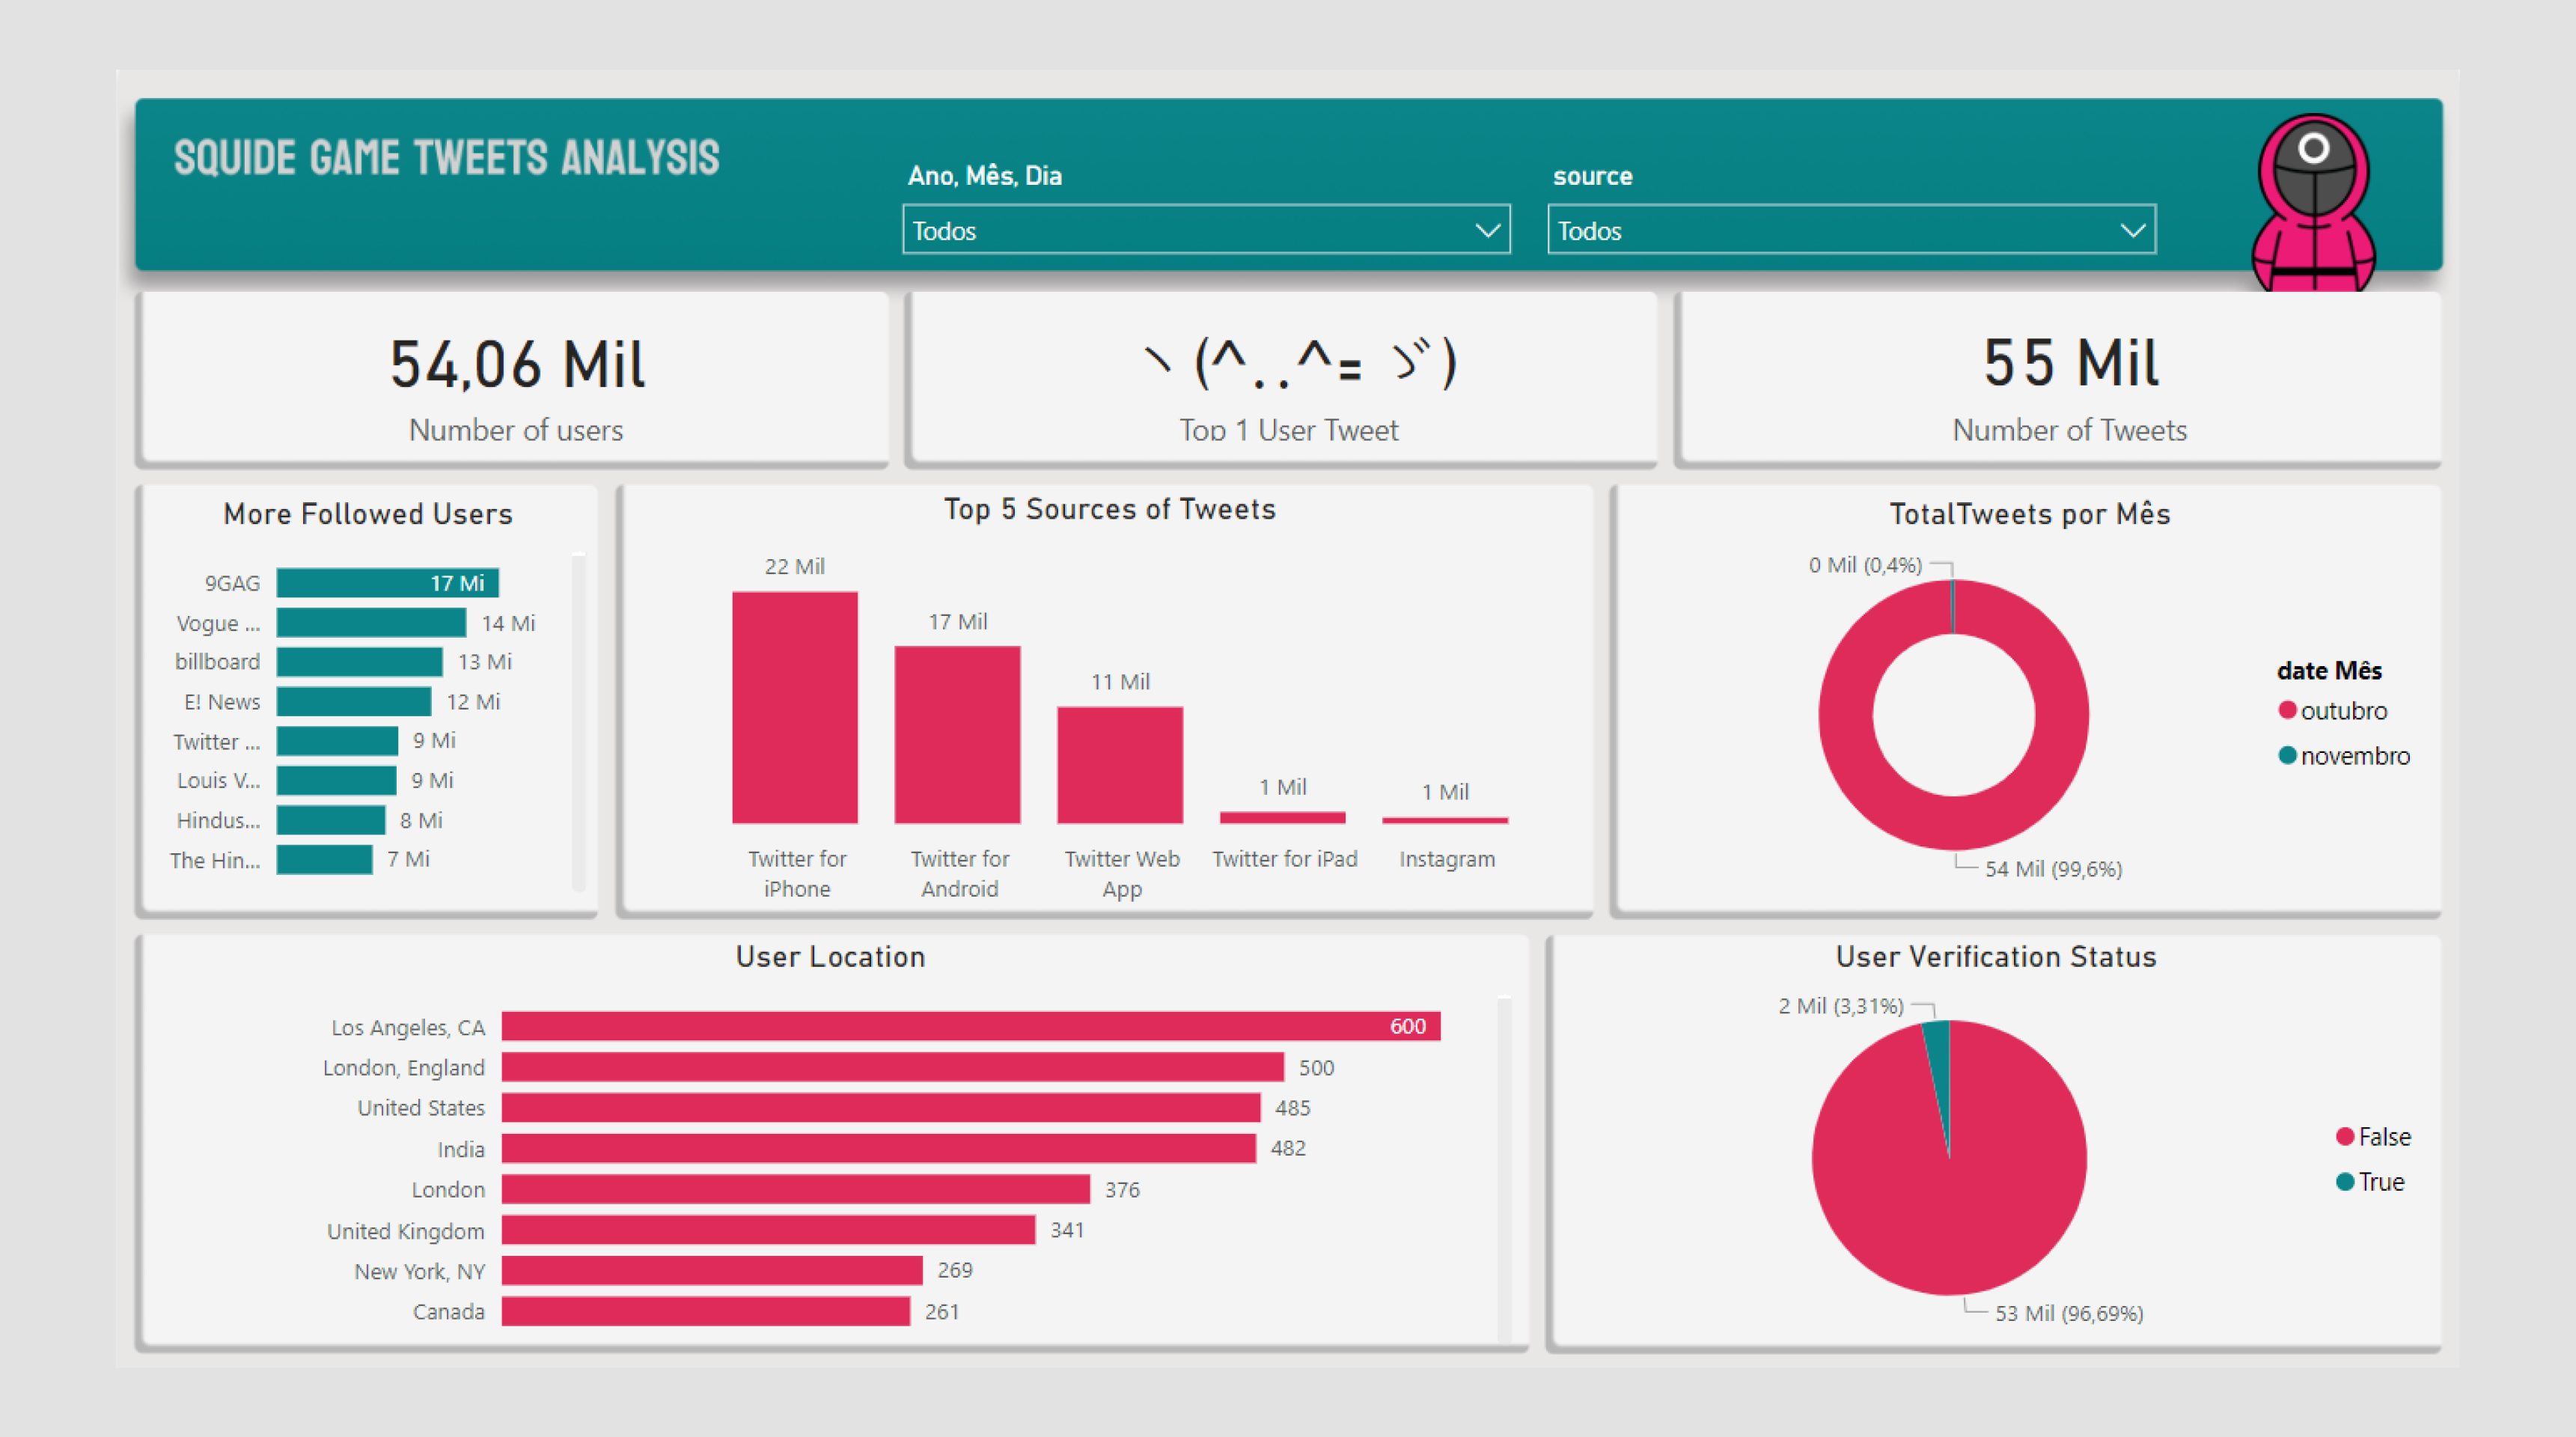 SQUIDE GAME TWEETS ANALYSIS
Ano, Mês, Dia
Todos
source
Todos
54,06 Mil
Number of users
ヽ(^‥^=ゞ)
Top 1 User Tweet
55 Mil
Number of Tweets
More Followed Users
9GAG 17 Mi
Vogue ... 14 Mi
billboard 13 Mi
E! News 12 Mi
Twitter ... 9 Mi
Louis V... 9 Mi
Hindus... 8 Mi
The Hin... 7 Mi
Top 5 Sources of Tweets
22 Mil
17 Mil
11 Mil
1 Mil
1 Mil
Twitter for iPhone
Twitter for Android
Twitter Web App
Twitter for iPad
Instagram
TotalTweets por Mês
0 Mil (0,4%)
54 Mil (99,6%)
date Mês
outubro
novembro
User Location
Los Angeles, CA 600
London, England 500
United States 485
India 482
London 376
United Kingdom 341
New York, NY 269
Canada 261
User Verification Status
2 Mil (3,31%)
53 Mil (96,69%)
False
True